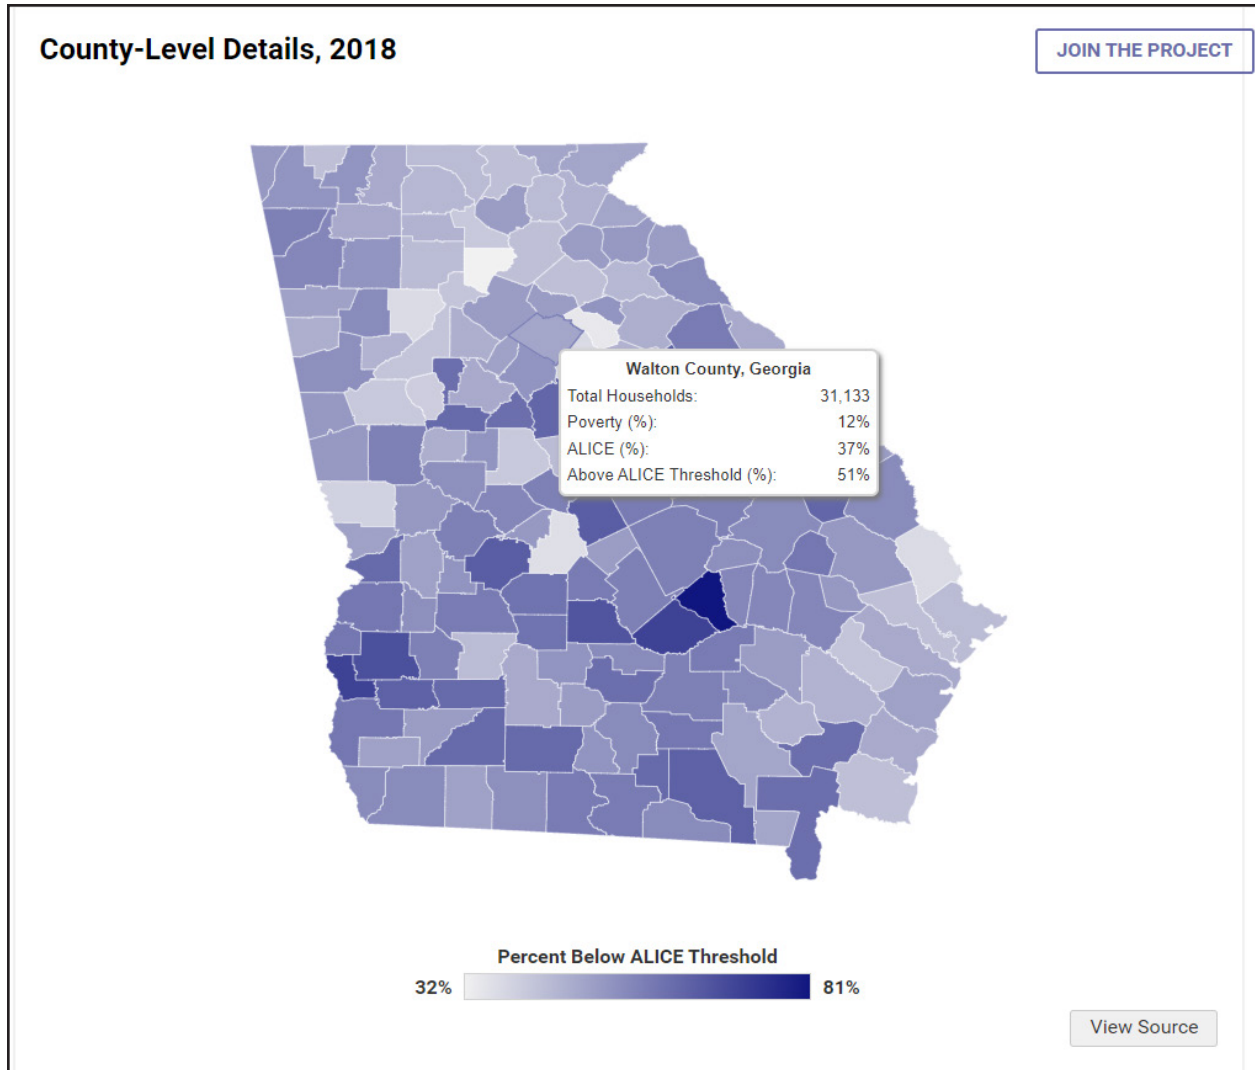 County-Level Details, 2018
JOIN THE PROJECT
Walton County, Georgia
Total Households: 31,133
Poverty (%): 12%
ALICE (%): 37%
Above ALICE Threshold (%): 51%
Percent Below ALICE Threshold
32% 81%
View Source